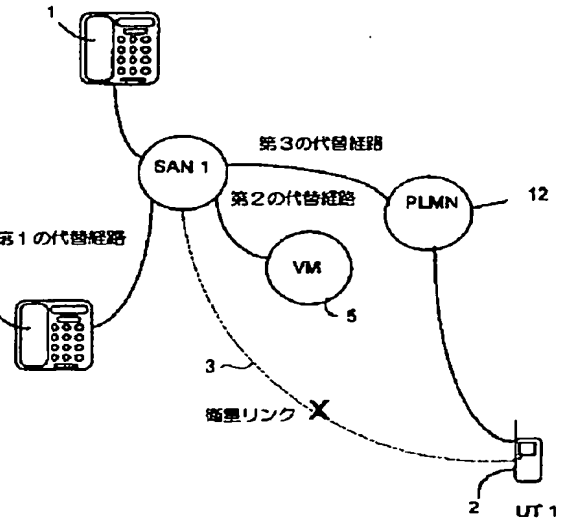 1
第3の代替経路
SAN 1
PLMN
12
第2の代替経路
第1の代替経路
VM
5
3
衛星リンク
X
2
UT 1